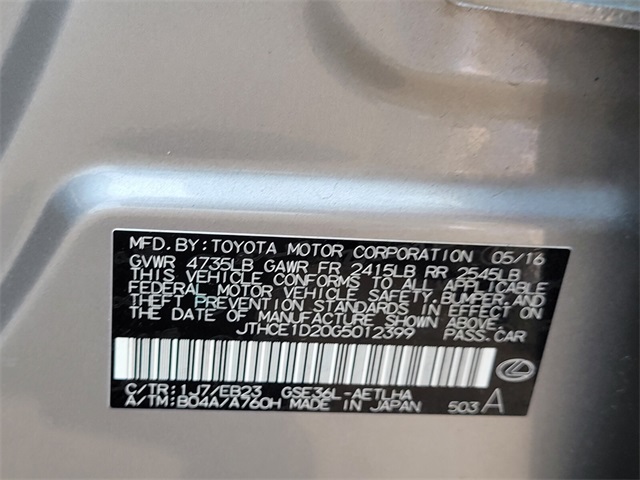 MFD. BY: TOYOTA MOTOR CORPORATION 05/16
GVWR 4735LB GAWR FR 2415LB RR 2545LB
THIS VEHICLE CONFORMS TO ALL APPLICABLE
FEDERAL MOTOR VEHICLE SAFETY, BUMPER, AND
THEFT PREVENTION STANDARDS IN EFFECT ON
THE DATE OF MANUFACTURE SHOWN ABOVE.
JTHCE1D20G5012399 PASS.CAR
C/TR:1J7/EB23 GSE36L-AETLHA
A/TM:B04A/A760H MADE IN JAPAN 503 A